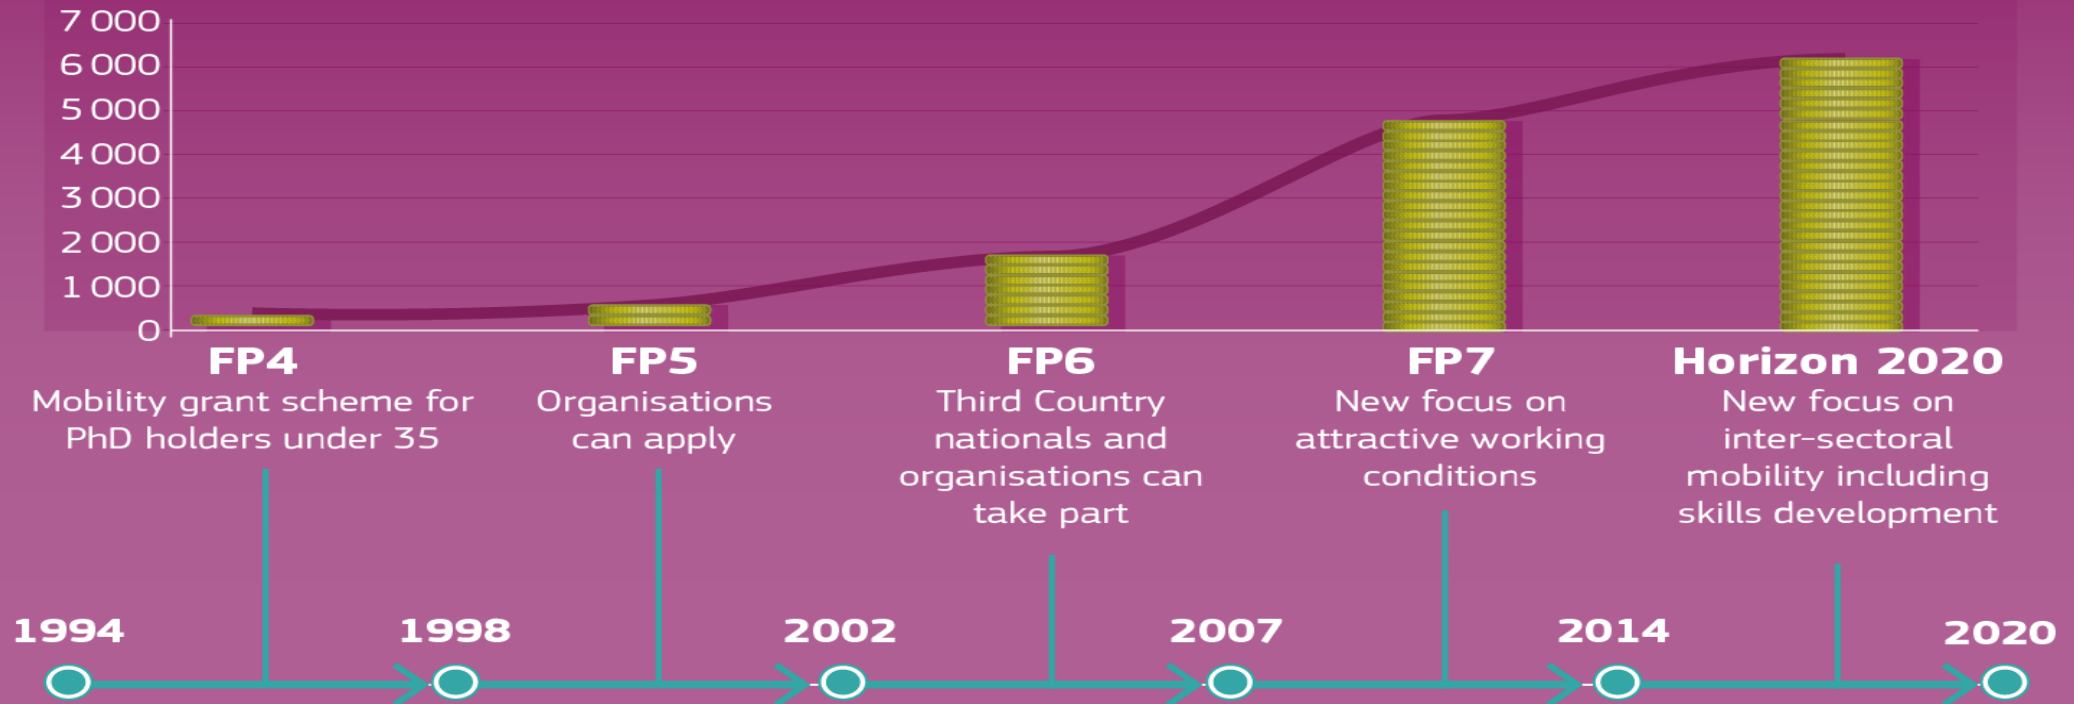 7 000
6 000
5 000
4 000
3 000
2 000
1 000
0
FP4
Mobility grant scheme for
PhD holders under 35
FP5
Organisations
can apply
FP6
Third Country
nationals and
organisations can
take part
FP7
New focus on
attractive working
conditions
Horizon 2020
New focus on
inter-sectoral
mobility including
skills development
1994
1998
2002
2007
2014
2020